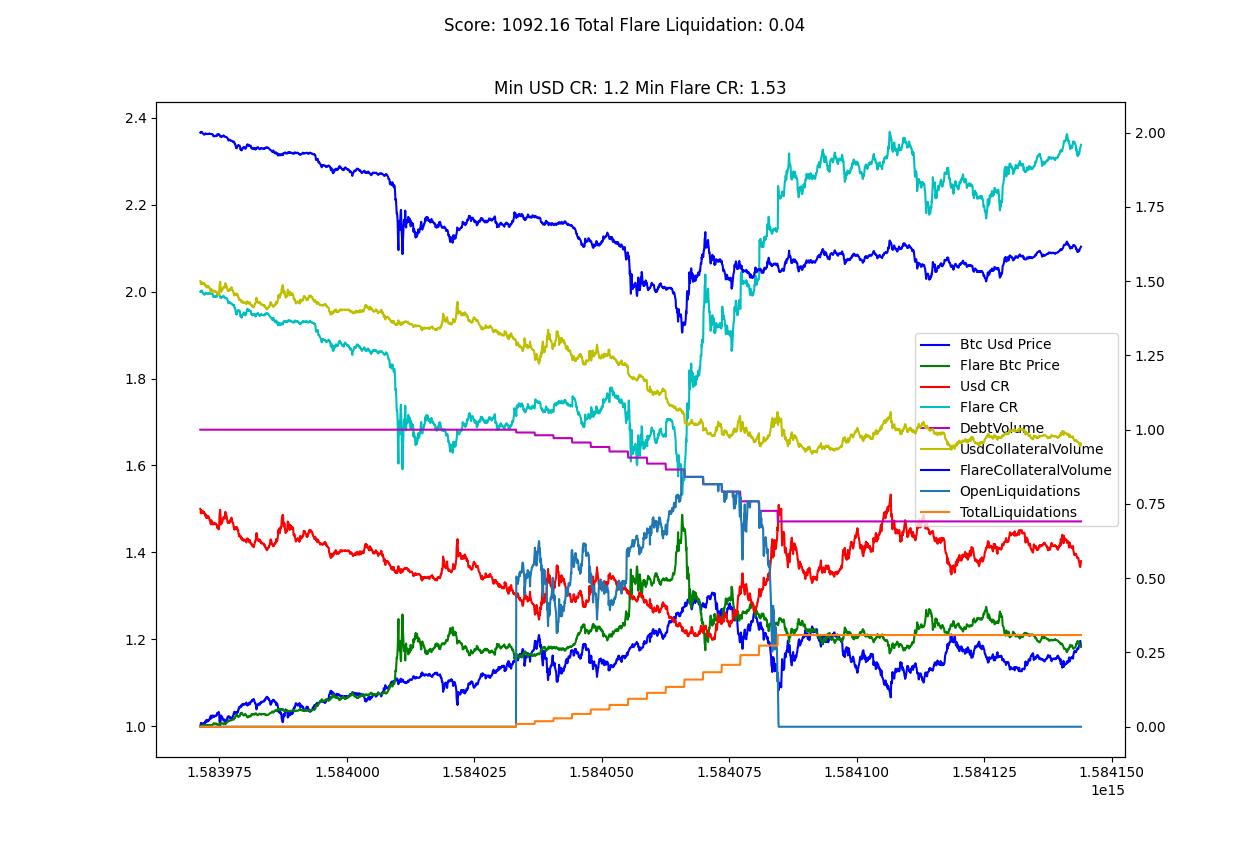 Score: 1092.16 Total Flare Liquidation: 0.04
Min USD CR: 1.2 Min Flare CR: 1.53
2.4
2.2
2.0
1.8
1.6
1.4
1.2
1.0
2.00
1.75
1.50
1.25
1.00
0.75
0.50
0.25
0.00
Btc Usd Price
Flare Btc Price
Usd CR
Flare CR
DebtVolume
UsdCollateralVolume
FlareCollateralVolume
OpenLiquidations
TotalLiquidations
1.583975 1.584000 1.584025 1.584050 1.584075 1.584100 1.584125 1.584150
1e15